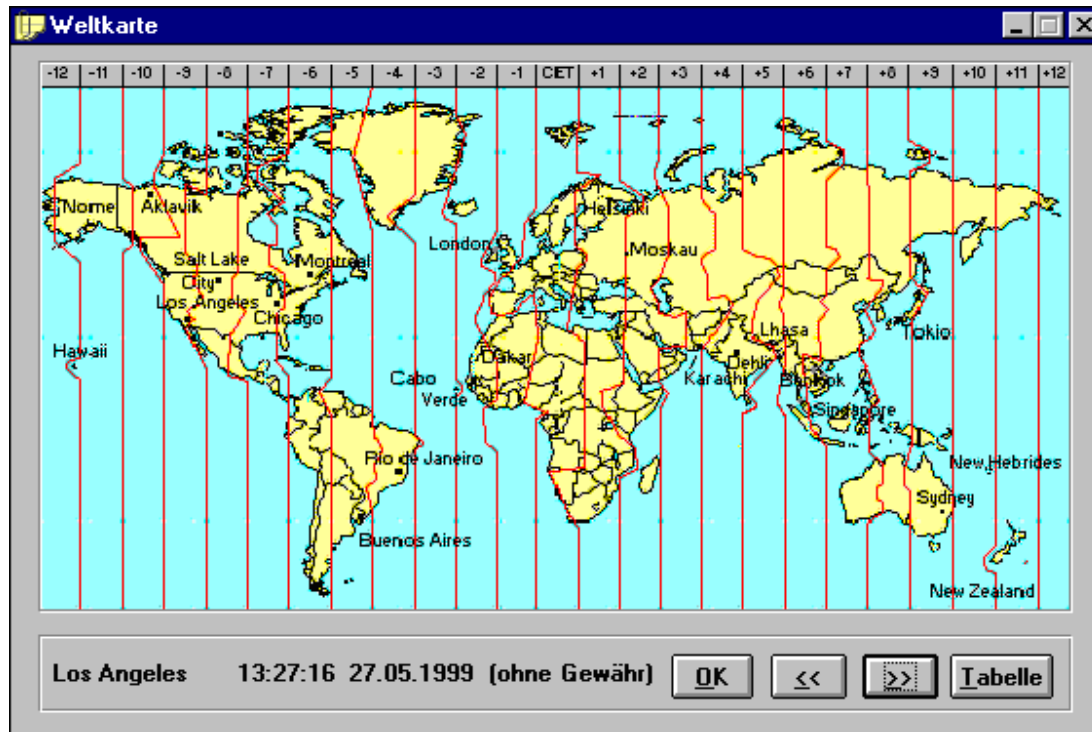 Weltkarte
-12 -11 -10 -9 -8 -7 -6 -5 -4 -3 -2 -1 CET +1 +2 +3 +4 +5 +6 +7 +8 +9 +10 +11 +12
Nome Aklavik Helsinki
London Moskau
Salt Lake Montreal
City
Los Angeles
Chicago Lhasa Tokio
Hawaii Dakar Dehli
Cabo Karachi Bankok
Verde Singapore
Rio de Janeiro New Hebrides
Sydney
Buenos Aires
New Zealand
Los Angeles 13:27:16 27.05.1999 (ohne Gewähr) OK << >> Tabelle